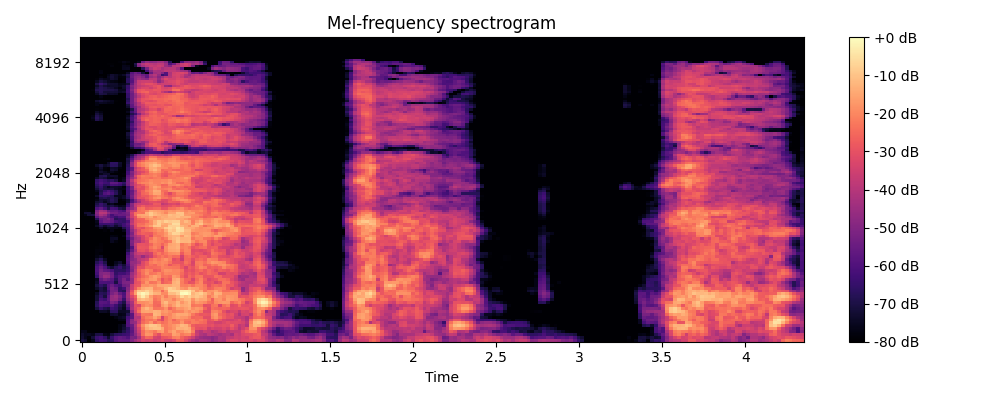 Mel-frequency spectrogram
+0 dB
8192
-10 dB
4096
-20 dB
-30 dB
2048
Hz
-40 dB
1024
-50 dB
512
-60 dB
-70 dB
0
-80 dB
0 0.5 1 1.5 2 2.5 3 3.5 4
Time